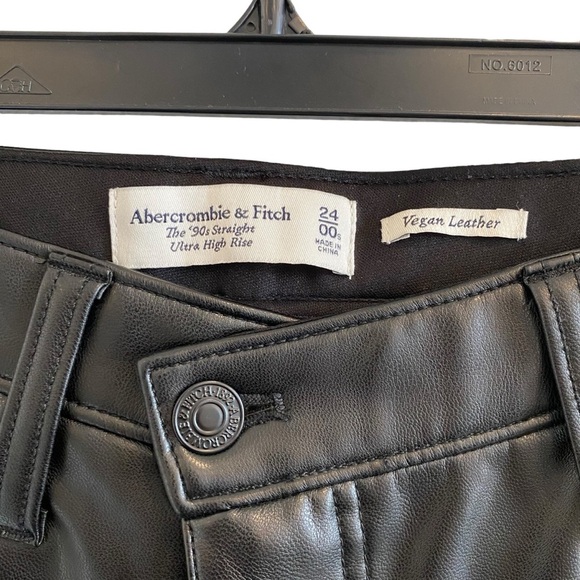 NO.6012
Abercrombie & Fitch
The '90s Straight
Ultra High Rise
24
00s
MADE IN
CHINA
Vegan Leather